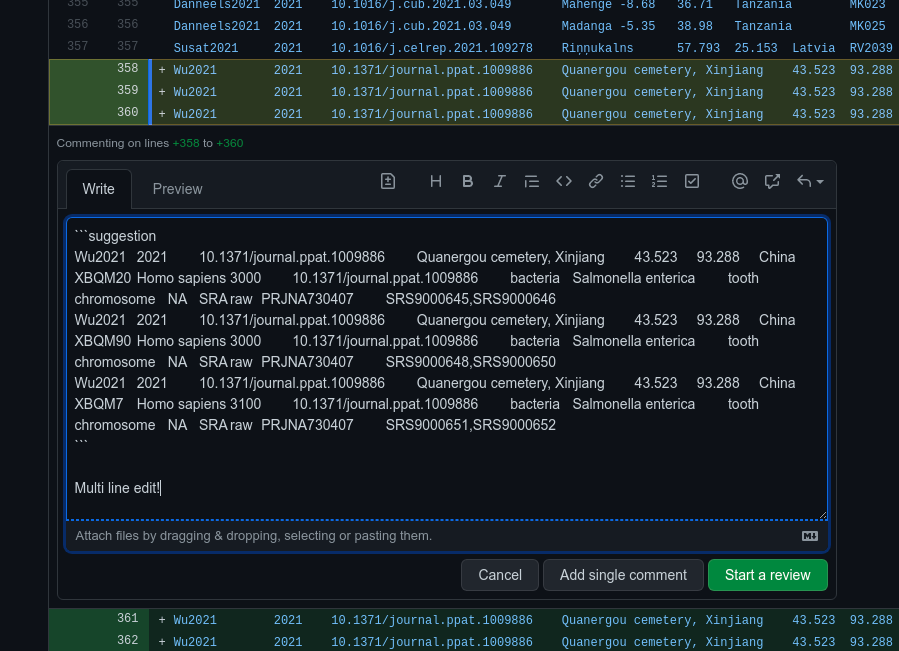 355 355 Danneels2021 2021 10.1016/j.cub.2021.03.049 Mahenge -8.68 36.71 Tanzania MK023
356 356 Danneels2021 2021 10.1016/j.cub.2021.03.049 Madanga -5.35 38.98 Tanzania MK025
357 357 Susat2021 2021 10.1016/j.celrep.2021.109278 Riņņukalns 57.793 25.153 Latvia RV2039
358 + Wu2021 2021 10.1371/journal.ppat.1009886 Quanergou cemetery, Xinjiang 43.523 93.288
359 + Wu2021 2021 10.1371/journal.ppat.1009886 Quanergou cemetery, Xinjiang 43.523 93.288
360 + Wu2021 2021 10.1371/journal.ppat.1009886 Quanergou cemetery, Xinjiang 43.523 93.288
Commenting on lines +358 to +360
Write Preview
```suggestion
Wu2021 2021 10.1371/journal.ppat.1009886 Quanergou cemetery, Xinjiang 43.523 93.288 China
XBQM20 Homo sapiens 3000 10.1371/journal.ppat.1009886 bacteria Salmonella enterica tooth
chromosome NA SRA raw PRJNA730407 SRS9000645,SRS9000646
Wu2021 2021 10.1371/journal.ppat.1009886 Quanergou cemetery, Xinjiang 43.523 93.288 China
XBQM90 Homo sapiens 3000 10.1371/journal.ppat.1009886 bacteria Salmonella enterica tooth
chromosome NA SRA raw PRJNA730407 SRS9000648,SRS9000650
Wu2021 2021 10.1371/journal.ppat.1009886 Quanergou cemetery, Xinjiang 43.523 93.288 China
XBQM7 Homo sapiens 3100 10.1371/journal.ppat.1009886 bacteria Salmonella enterica tooth
chromosome NA SRA raw PRJNA730407 SRS9000651,SRS9000652
```
Multi line edit!
Attach files by dragging & dropping, selecting or pasting them.
Cancel Add single comment Start a review
361 + Wu2021 2021 10.1371/journal.ppat.1009886 Quanergou cemetery, Xinjiang 43.523 93.288
362 + Wu2021 2021 10.1371/journal.ppat.1009886 Quanergou cemetery, Xinjiang 43.523 93.288